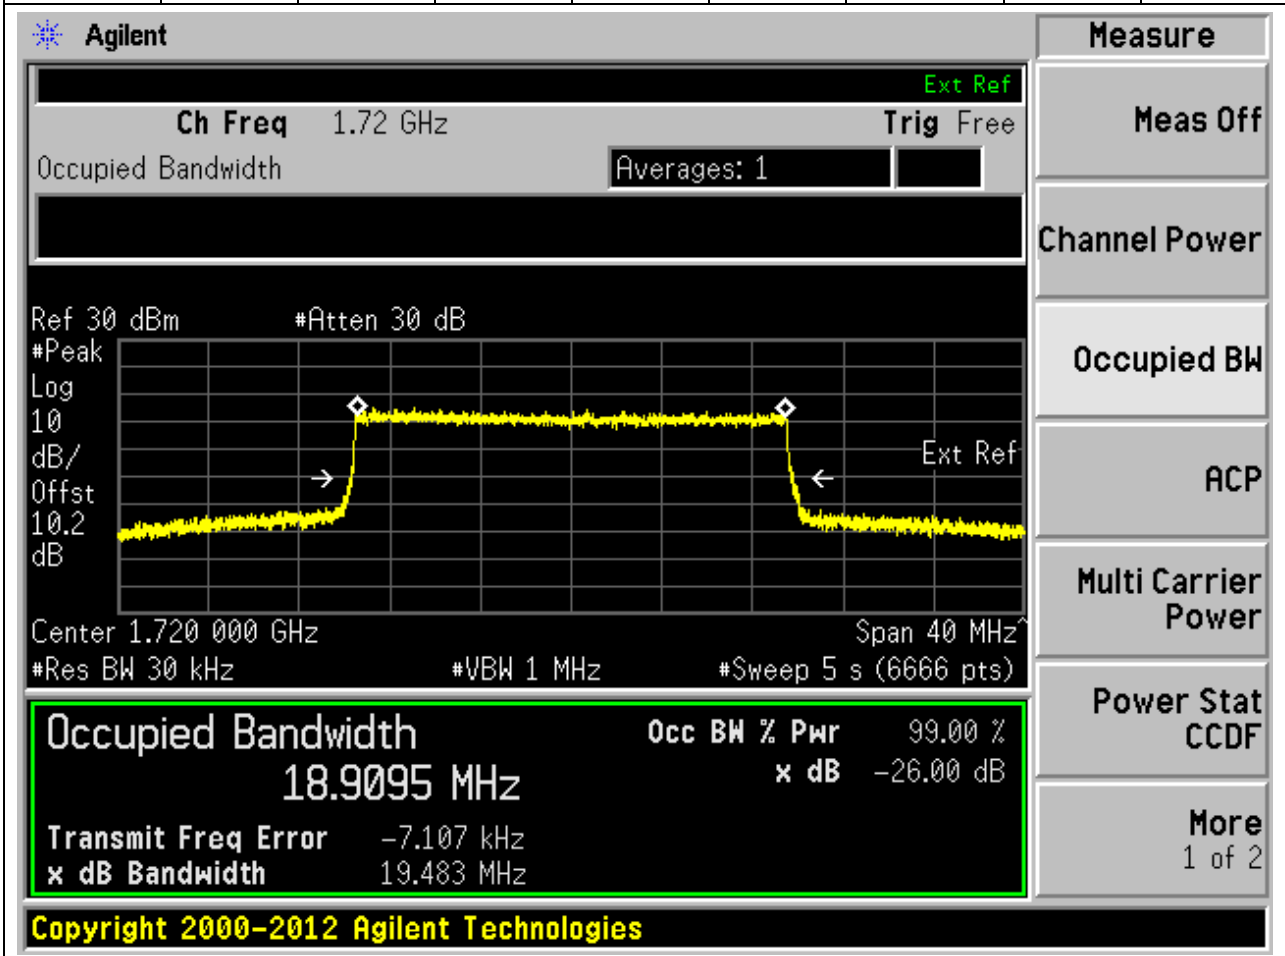 Agilent
Measure
Ext Ref
Ch Freq 1.72 GHz Trig Free
Occupied Bandwidth Averages: 1
Meas Off
Channel Power
Occupied BW
ACP
Multi Carrier
Power
Power Stat
CCDF
More
1 of 2
Ref 30 dBm #Atten 30 dB
#Peak
Log
10
dB/
Offst
10.2
dB
Ext Ref
Center 1.720 000 GHz Span 40 MHz^
#Res BW 30 kHz #VBW 1 MHz #Sweep 5 s (6666 pts)
Occupied Bandwidth Occ BW % Pwr 99.00 %
18.9095 MHz x dB -26.00 dB
Transmit Freq Error -7.107 kHz
x dB Bandwidth 19.483 MHz
Copyright 2000-2012 Agilent Technologies